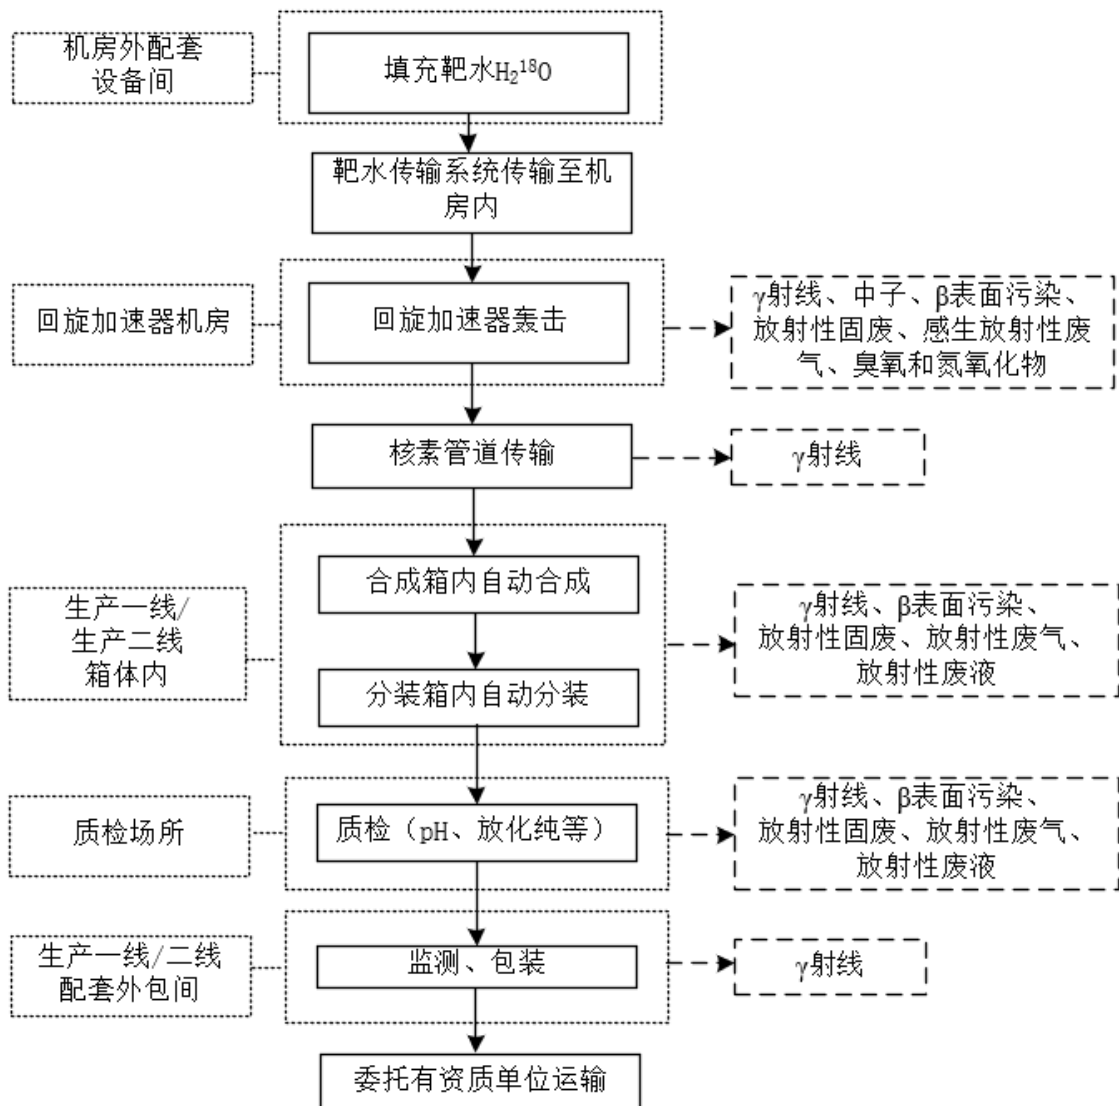 机房外配套
设备间
填充靶水H₂¹⁸O
靶水传输系统传输至机
房内
回旋加速器机房
回旋加速器轰击
γ射线、中子、β表面污染、
放射性固废、感生放射性废
气、臭氧和氮氧化物
核素管道传输
γ射线
生产一线/
生产二线
箱体内
合成箱内自动合成
分装箱内自动分装
γ射线、β表面污染、
放射性固废、放射性废气、
放射性废液
质检场所
质检（pH、放化纯等）
γ射线、β表面污染、
放射性固废、放射性废气、
放射性废液
生产一线/二线
配套外包间
监测、包装
γ射线
委托有资质单位运输